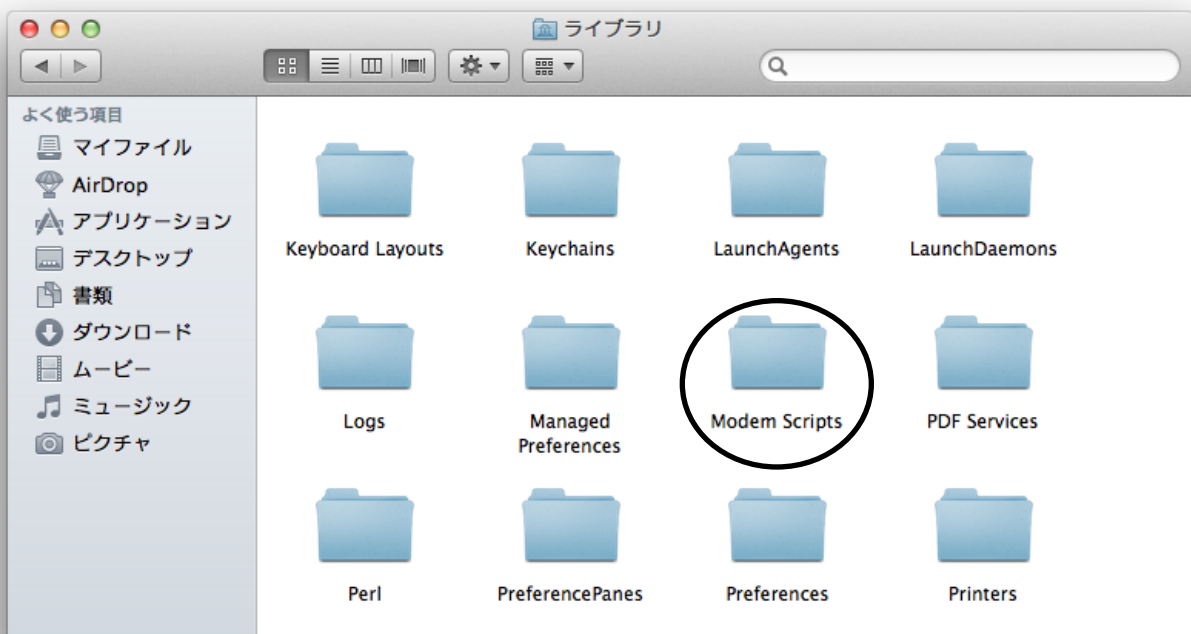 ライブラリ
よく使う項目
マイファイル
AirDrop
アプリケーション
デスクトップ
書類
ダウンロード
ムービー
ミュージック
ピクチャ
Keyboard Layouts
Keychains
LaunchAgents
LaunchDaemons
Logs
Managed
Preferences
Modem Scripts
PDF Services
Perl
PreferencePanes
Preferences
Printers